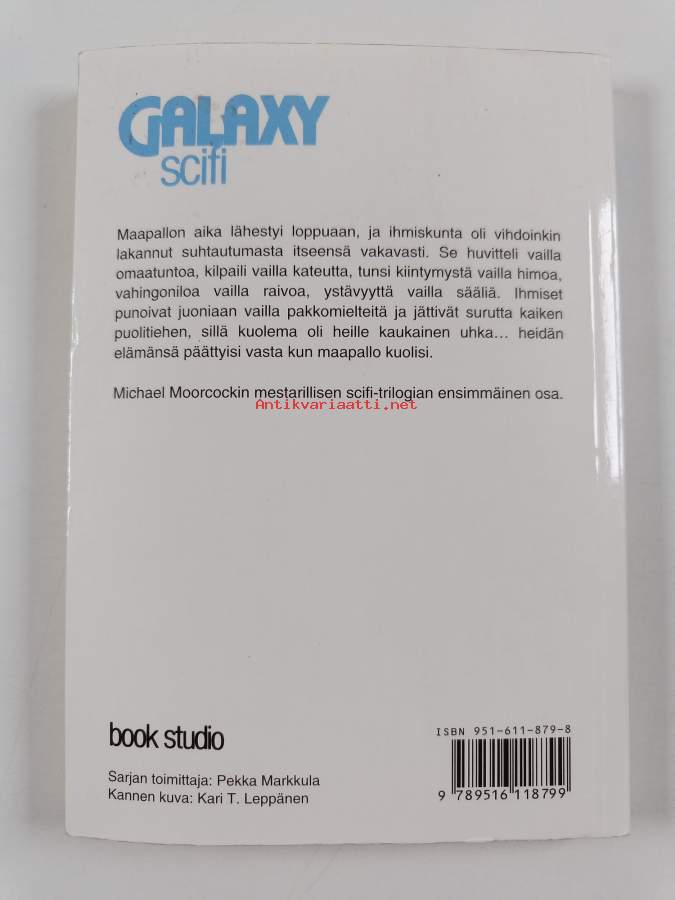 GALAXY
scifi
Maapallon aika lähestyi loppuaan, ja ihmiskunta oli vihdoinkin
lakannut suhtautumasta itseensä vakavasti. Se huvitteli vailla
omaatuntoa, kilpaili vailla kateutta, tunsi kiintymystä vailla himoa,
vahingoniloa vailla raivoa, ystävyyttä vailla sääliä. Ihmiset
punoivat juoniaan vailla pakkomielteitä ja jättivät surutta kaiken
puolitiehen, sillä kuolema oli heille kaukainen uhka... heidän
elämänsä päättyisi vasta kun maapallo kuolisi.
Michael Moorcockin mestarillisen scifi-trilogian ensimmäinen osa.
Antikvariaatti.net
book studio
Sarjan toimittaja: Pekka Markkula
Kannen kuva: Kari T. Leppänen
ISBN 951-611-879-8
9 789516 118799